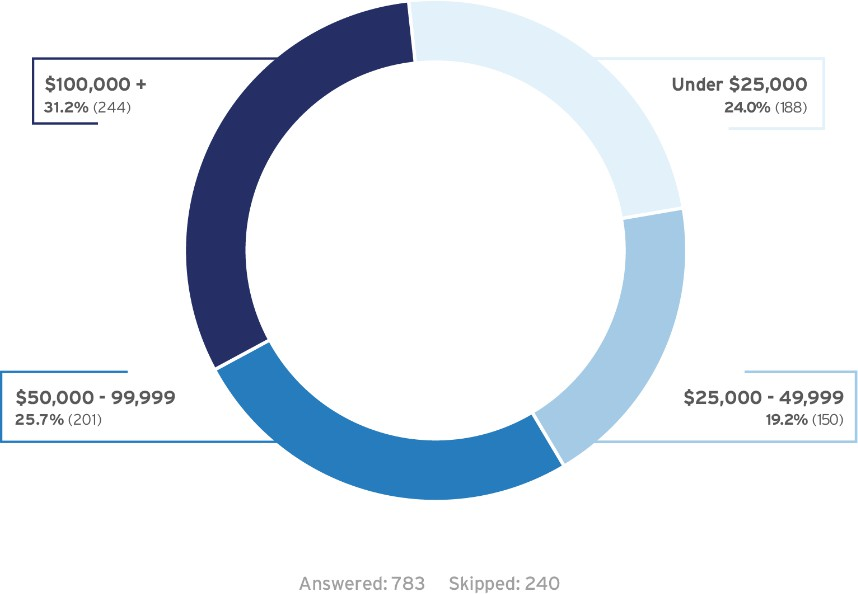 $100,000 +
31.2% (244)
Under $25,000
24.0% (188)
$50,000 - 99,999
25.7% (201)
$25,000 - 49,999
19.2% (150)
Answered: 783 Skipped: 240